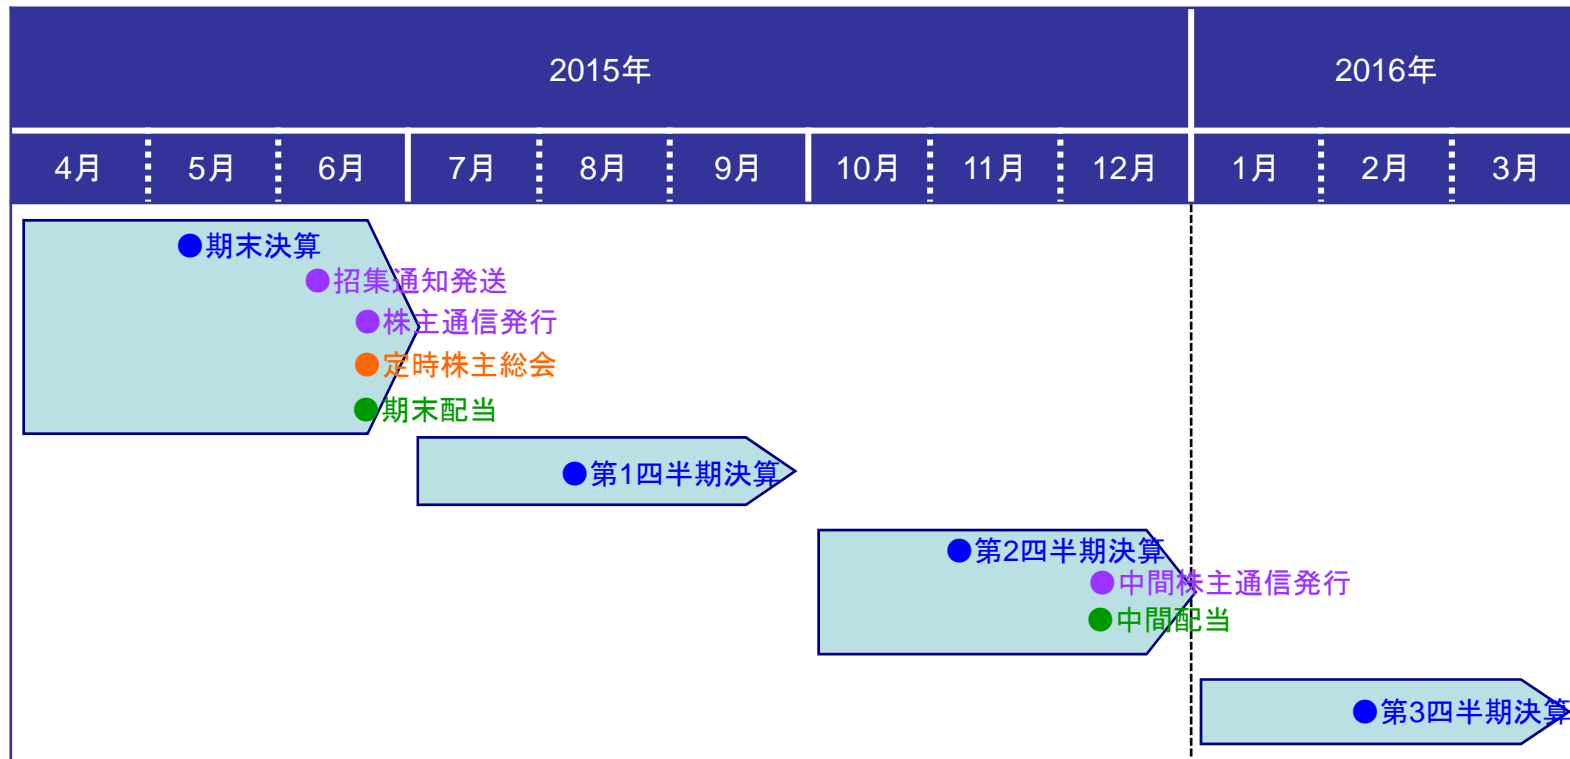 2015年 2016年
4月 5月 6月 7月 8月 9月 10月 11月 12月 1月 2月 3月
●期末決算
●招集通知発送
●株主通信発行
●定時株主総会
●期末配当
●第1四半期決算
●第2四半期決算
●中間株主通信発行
●中間配当
●第3四半期決算